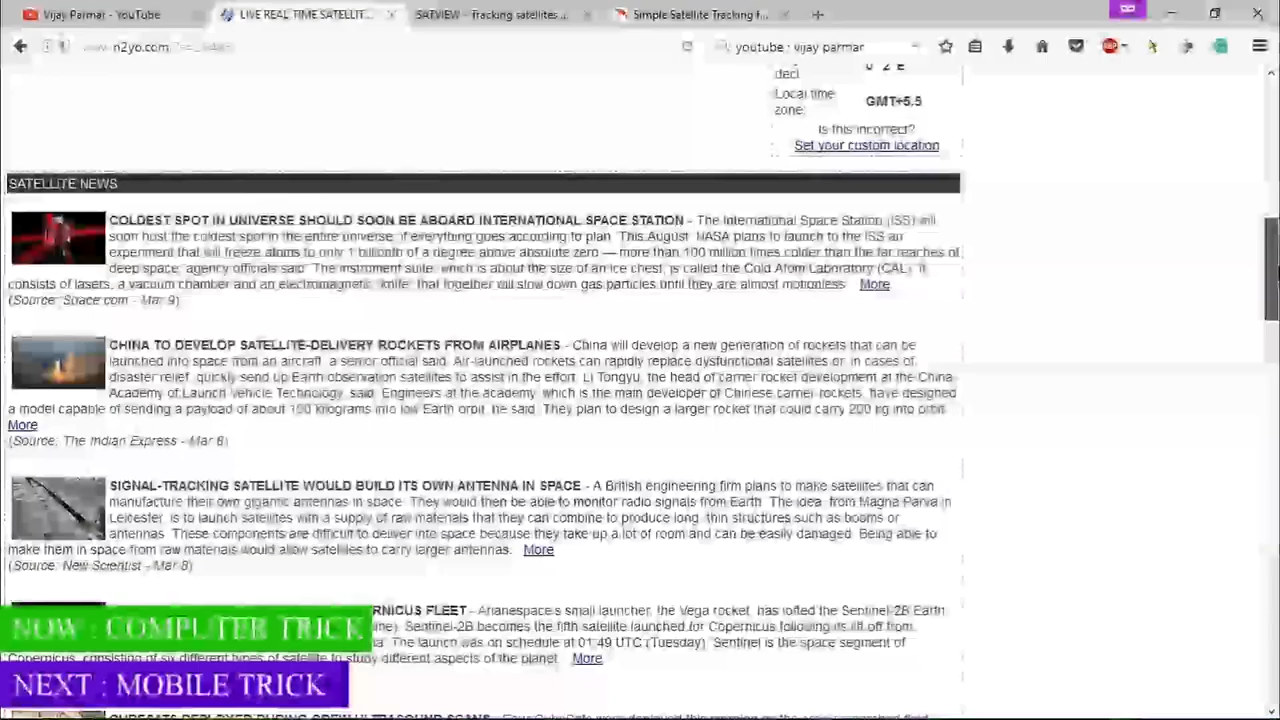 Vijay Parmar - YouTube
LIVE REAL TIME SATELLIT...
SATVIEW - Tracking satellites ...
Simple Satellite Tracking f...
n2yo.com
youtube : vijay parmar
decl
Local time
zone:
GMT+5.5
Is this incorrect?
Set your custom location
SATELLITE NEWS
COLDEST SPOT IN UNIVERSE SHOULD SOON BE ABOARD INTERNATIONAL SPACE STATION - The International Space Station (ISS) will
soon host the coldest spot in the entire universe, if everything goes according to plan. This August, NASA plans to launch to the ISS an
experiment that will freeze atoms to only 1 billionth of a degree above absolute zero — more than 100 million times colder than the far reaches of
deep space, agency officials said. The instrument suite, which is about the size of an ice chest, is called the Cold Atom Laboratory (CAL). It
consists of lasers, a vacuum chamber and an electromagnetic "knife" that together will slow down gas particles until they are almost motionless. More
(Source: Space.com - Mar 9)
CHINA TO DEVELOP SATELLITE-DELIVERY ROCKETS FROM AIRPLANES - China will develop a new generation of rockets that can be
launched into space from an aircraft, a senior official said. Air-launched rockets can rapidly replace dysfunctional satellites or, in cases of
disaster relief, quickly send up Earth observation satellites to assist in the effort, Li Tongyu, the head of carrier rocket development at the China
Academy of Launch Vehicle Technology, said. Engineers at the academy, which is the main developer of Chinese carrier rockets, have designed
a model capable of sending a payload of about 100 kilograms into low Earth orbit, he said. They plan to design a larger rocket that could carry 200 kg into orbit.
More
(Source: The Indian Express - Mar 8)
SIGNAL-TRACKING SATELLITE WOULD BUILD ITS OWN ANTENNA IN SPACE - A British engineering firm plans to make satellites that can
manufacture their own gigantic antennas in space. They would then be able to monitor radio signals from Earth. The idea, from Magna Parva in
Leicester, is to launch satellites with a supply of raw materials that they can combine to produce long, thin structures such as booms or
antennas. These components are difficult to deliver into space because they take up a lot of room and can be easily damaged. Being able to
make them in space from raw materials would allow satellites to carry larger antennas. More
(Source: New Scientist - Mar 8)
RNICUS FLEET - Arianespace's small launcher, the Vega rocket, has lofted the Sentinel-2B Earth
Sentinel-2B becomes the fifth satellite launched for Copernicus following its lift off from
The launch was on schedule at 01:49 UTC (Tuesday). Sentinel is the space segment of
Copernicus, consisting of six different types of satellite to study different aspects of the planet. More
NOW : COMPUTER TRICK
NEXT : MOBILE TRICK